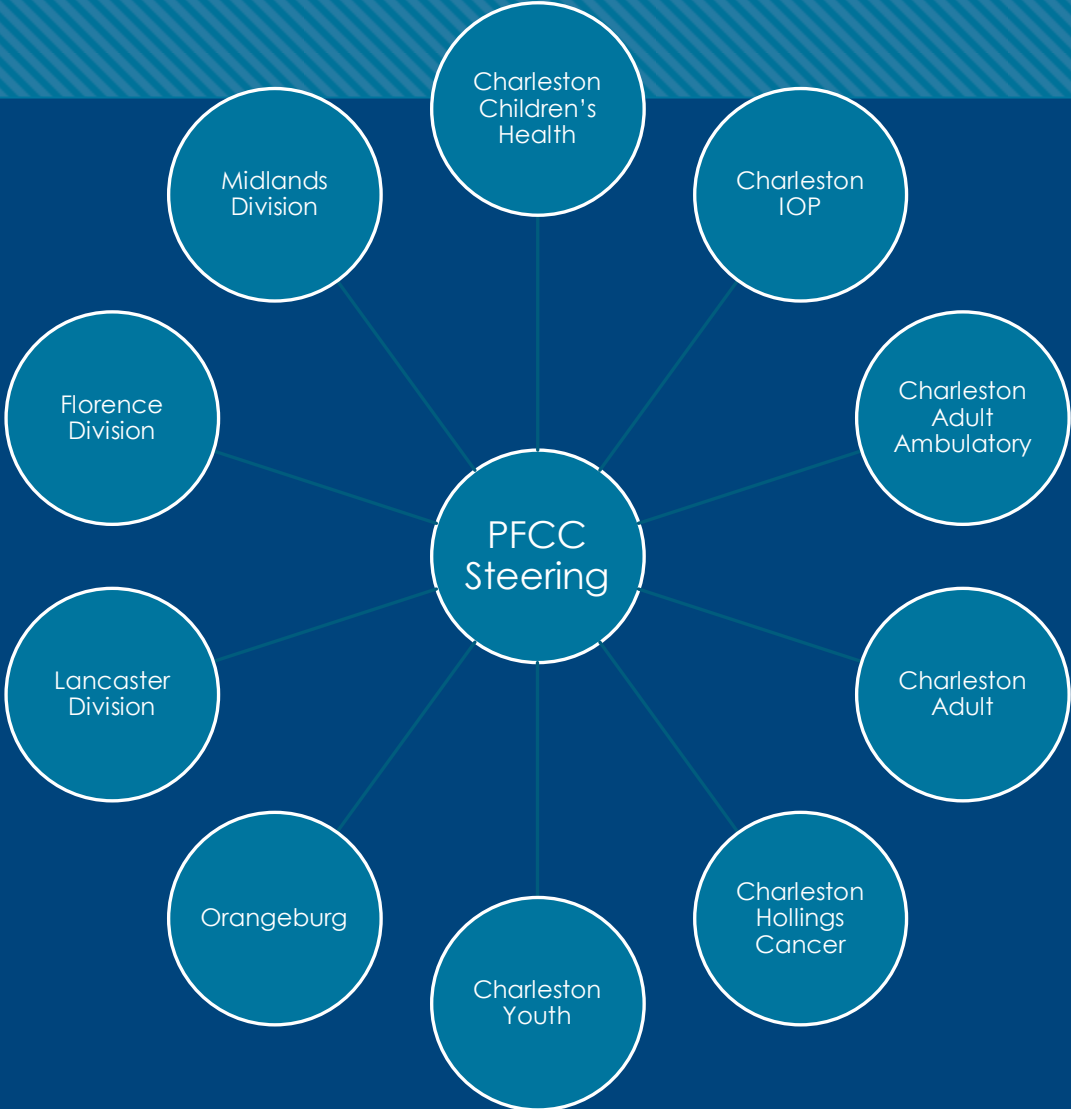 Charleston
Children’s
Health
Charleston
IOP
Charleston
Adult
Ambulatory
Charleston
Adult
Charleston
Hollings
Cancer
Charleston
Youth
Orangeburg
Lancaster
Division
Florence
Division
Midlands
Division
PFCC
Steering